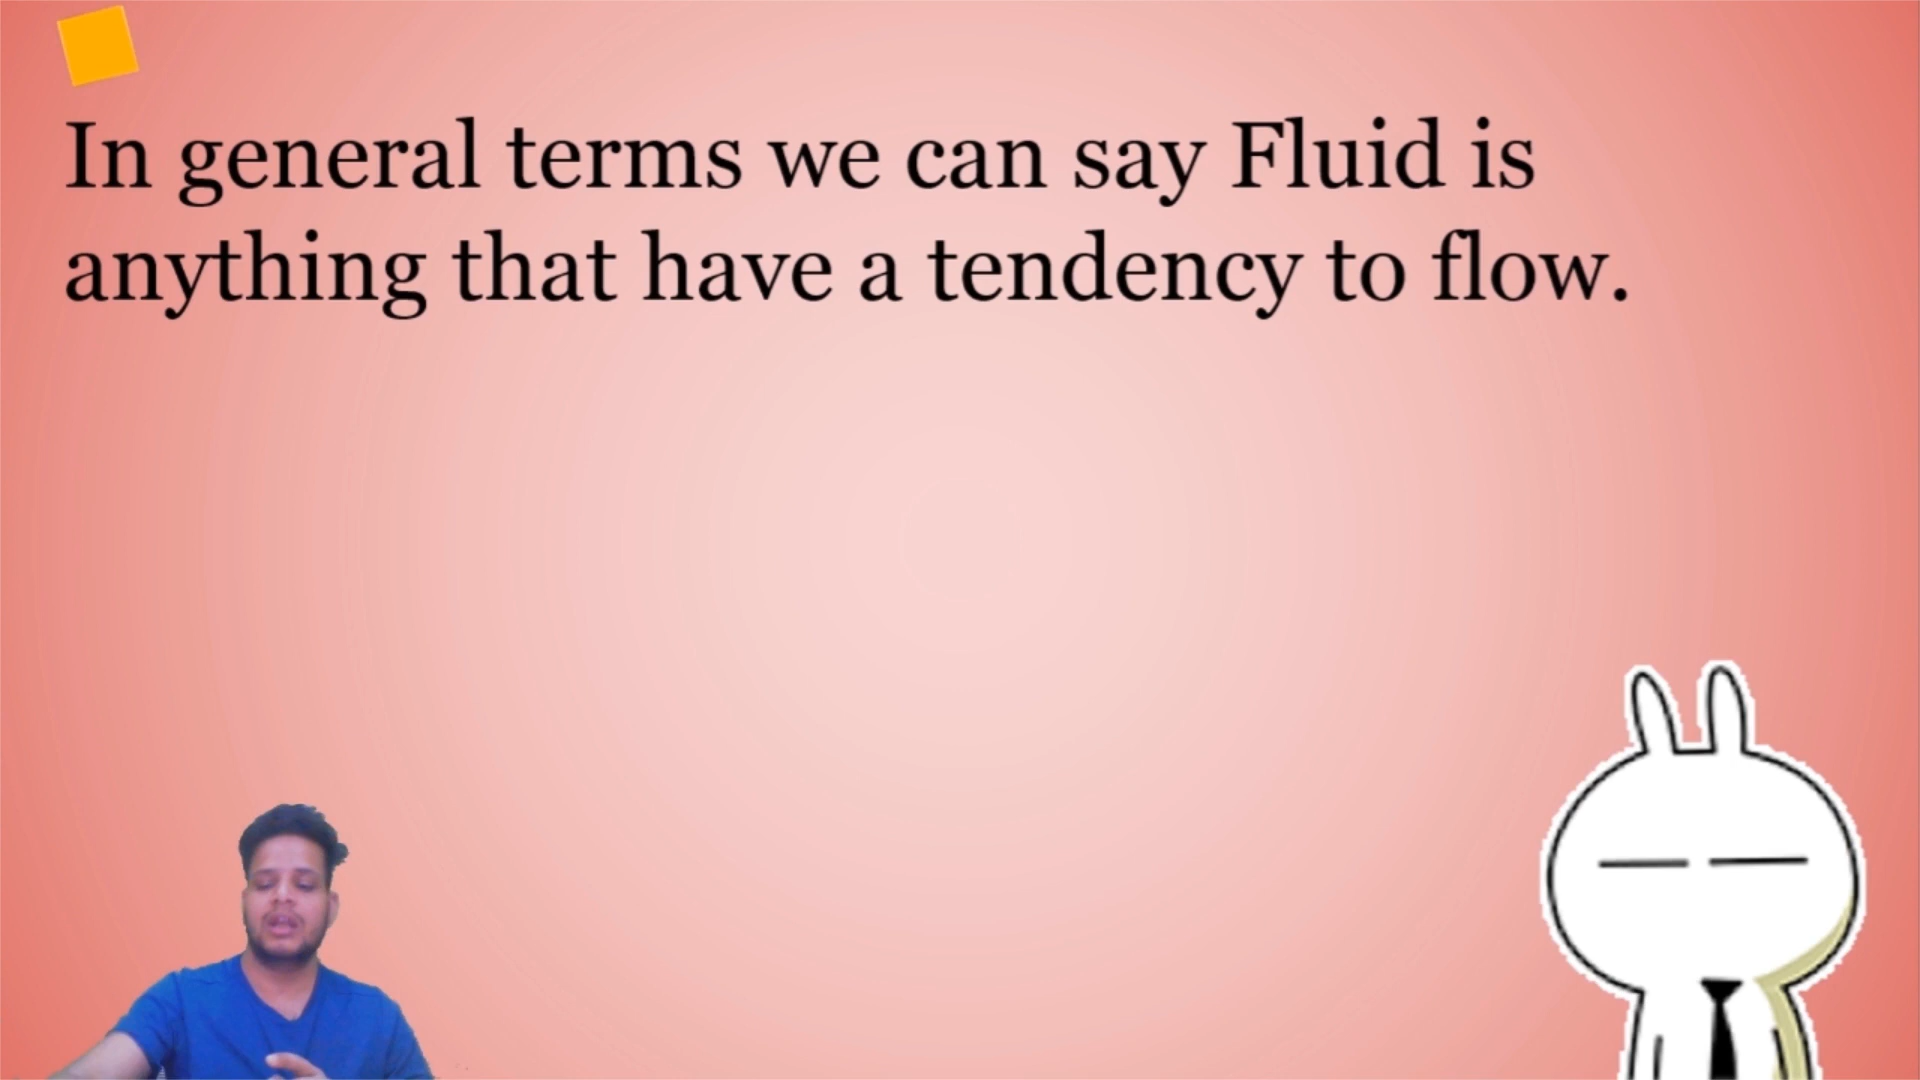 In general terms we can say Fluid is
anything that have a tendency to flow.